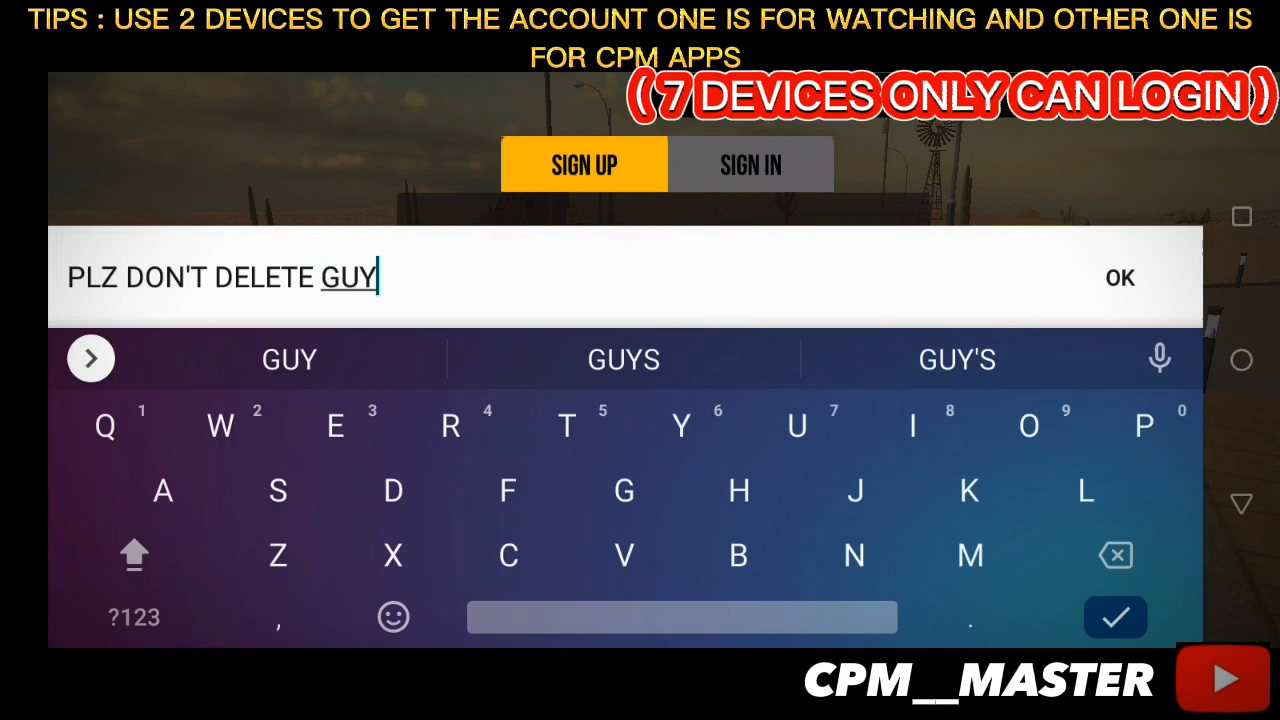 TIPS : USE 2 DEVICES TO GET THE ACCOUNT ONE IS FOR WATCHING AND OTHER ONE IS
FOR CPM APPS
( 7 DEVICES ONLY CAN LOGIN )
SIGN UP SIGN IN
PLZ DON'T DELETE GUY OK
GUY GUYS GUY'S
Q 1 W 2 E 3 R 4 T 5 Y 6 U 7 I 8 O 9 P 0
A S D F G H J K L
Z X C V B N M
?123 , .
CPM__MASTER